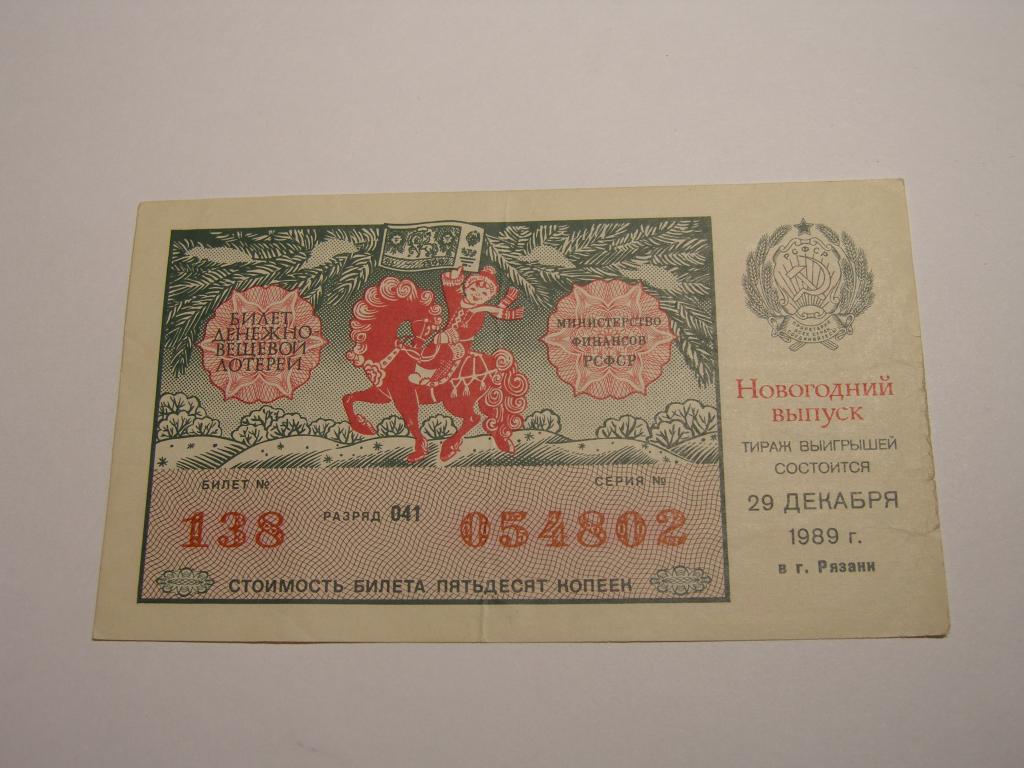 БИЛЕТ
ДЕНЕЖНО-
ВЕЩЕВОЙ
ЛОТЕРЕИ
МИНИСТЕРСТВО
ФИНАНСОВ
РСФСР
БИЛЕТ №
138
РАЗРЯД 041
СЕРИЯ №
054802
СТОИМОСТЬ БИЛЕТА ПЯТЬДЕСЯТ КОПЕЕК
РСФСР
Новогодний
выпуск
ТИРАЖ ВЫИГРЫШЕЙ
СОСТОИТСЯ
29 ДЕКАБРЯ
1989 г.
в г. Рязани